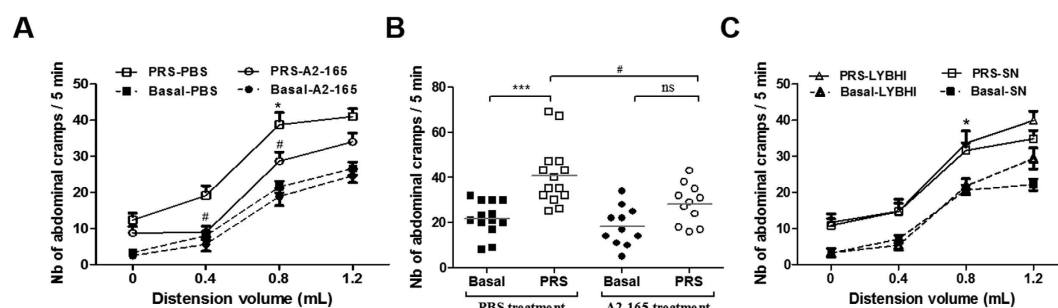 A
PRS-PBS
PRS-A2-165
Basal-PBS
Basal-A2-165
Nb of abdominal cramps / 5 min
50
40
30
20
10
0
*
#
#
0
0.4
0.8
1.2
Distension volume (mL)
B
Nb of abdominal cramps / 5 min
80
60
40
20
0
#
***
ns
Basal
PRS
Basal
PRS
PBS treatment
A2-165 treatment
C
PRS-LYBHI
PRS-SN
Basal-LYBHI
Basal-SN
Nb of abdominal cramps / 5 min
50
40
30
20
10
0
*
0
0.4
0.8
1.2
Distension volume (mL)